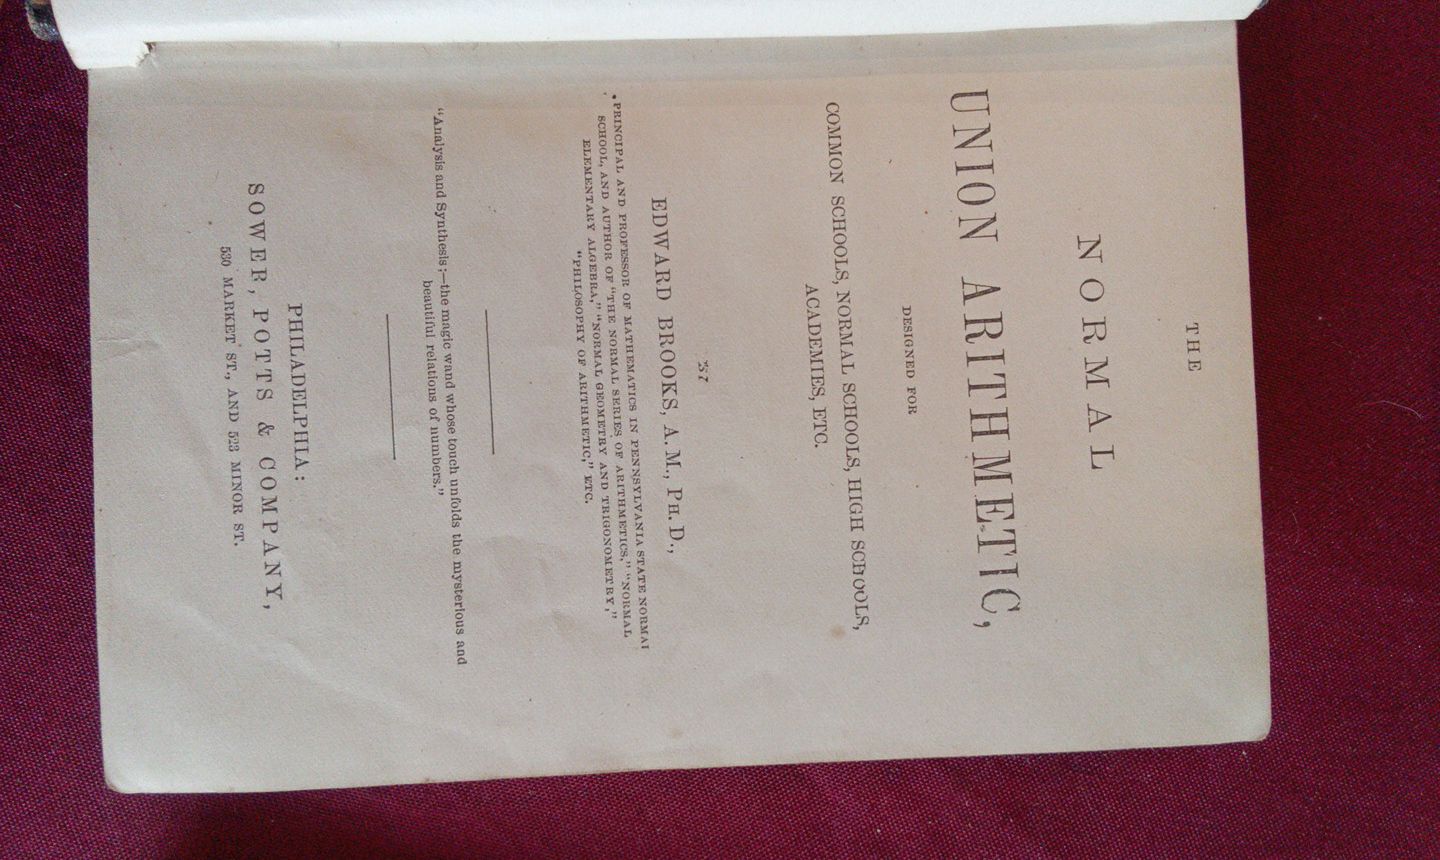 THE
NORMAL
UNION ARITHMETIC,
DESIGNED FOR
COMMON SCHOOLS, NORMAL SCHOOLS, HIGH SCHOOLS,
ACADEMIES, ETC.
BY
EDWARD BROOKS, A. M., PH. D.,
PRINCIPAL AND PROFESSOR OF MATHEMATICS IN PENNSYLVANIA STATE NORMAL
SCHOOL, AND AUTHOR OF "THE NORMAL SERIES OF ARITHMETICS," "NORMAL
ELEMENTARY ALGEBRA," "NORMAL GEOMETRY AND TRIGONOMETRY,"
"PHILOSOPHY OF ARITHMETIC," ETC.
"Analysis and Synthesis;—the magic wand whose touch unfolds the mysterious and
beautiful relations of numbers."
PHILADELPHIA:
SOWER, POTTS & COMPANY,
530 MARKET ST., AND 523 MINOR ST.